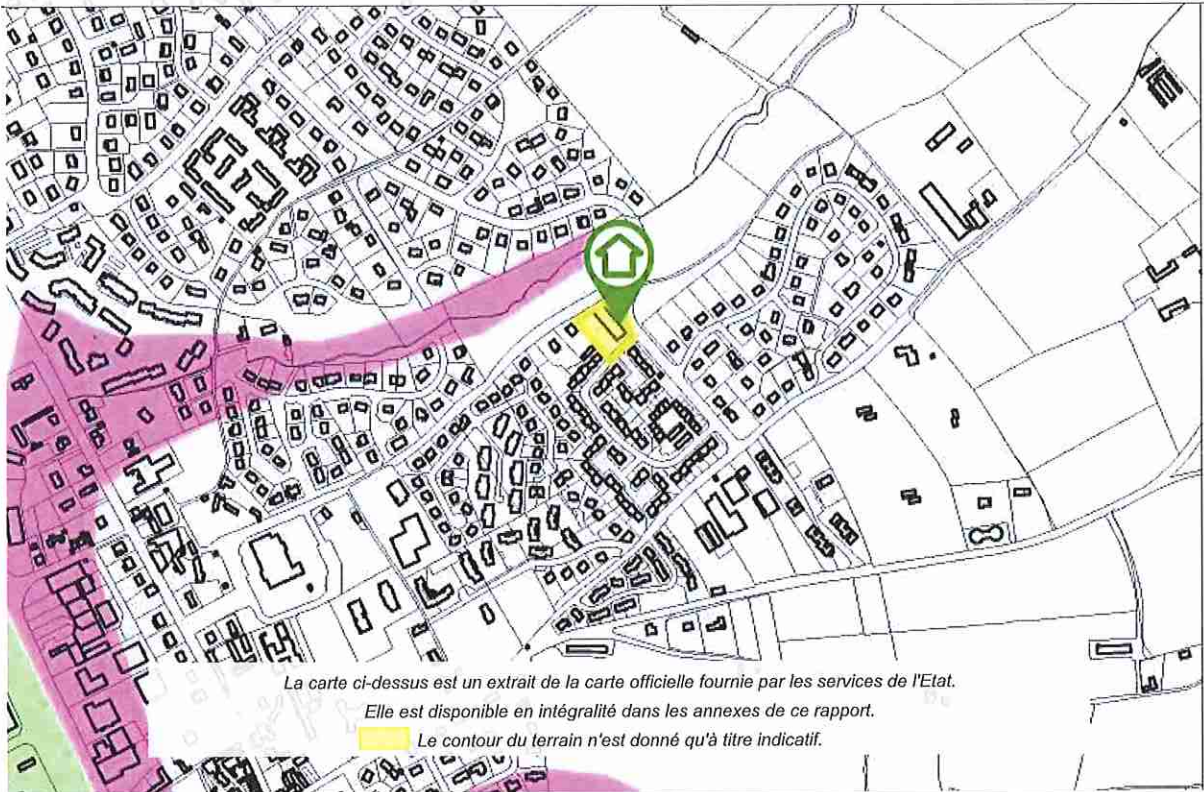 La carte ci-dessus est un extrait de la carte officielle fournie par les services de l'Etat.
Elle est disponible en intégralité dans les annexes de ce rapport.
Le contour du terrain n'est donné qu'à titre indicatif.